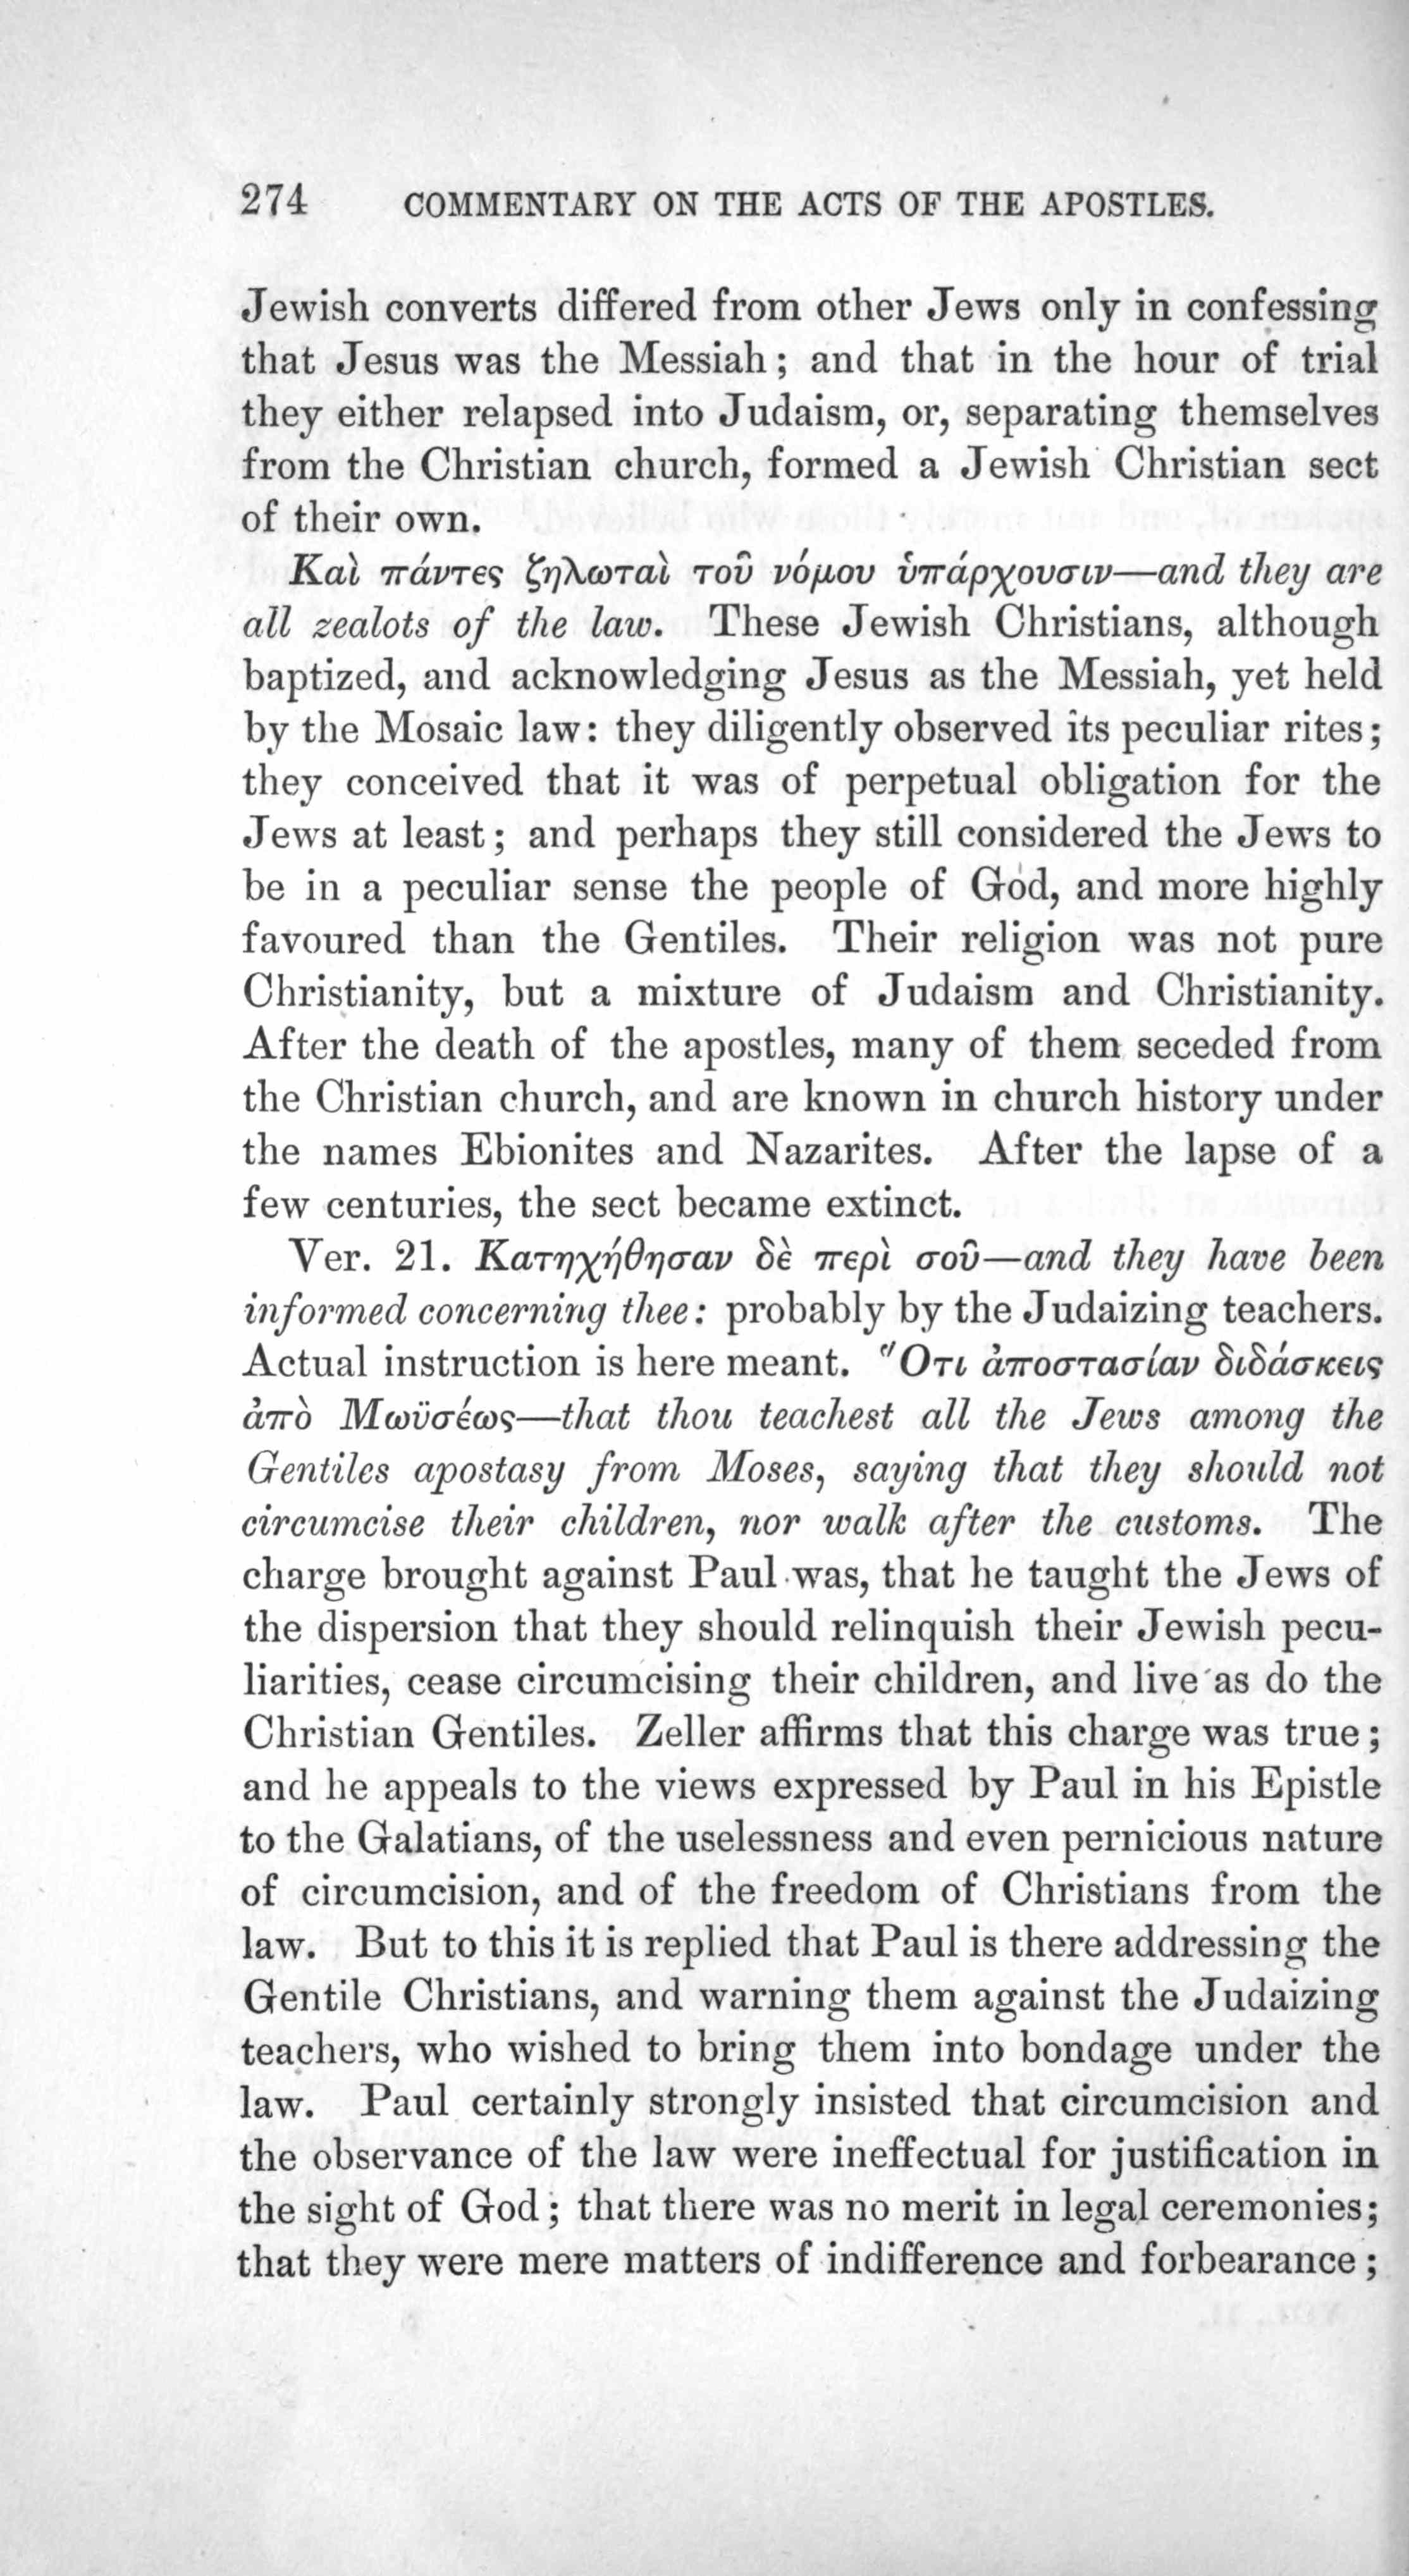 274 COMMENTARY ON THE ACTS OF THE APOSTLES.
Jewish converts differed from other Jews only in confessing
that Jesus was the Messiah; and that in the hour of trial
they either relapsed into Judaism, or, separating themselves
from the Christian church, formed a Jewish Christian sect
of their own.
Καὶ πάντες ζηλωταὶ τοῦ νόμου ὑπάρχουσιν—and they are
all zealots of the law. These Jewish Christians, although
baptized, and acknowledging Jesus as the Messiah, yet held
by the Mosaic law: they diligently observed its peculiar rites;
they conceived that it was of perpetual obligation for the
Jews at least; and perhaps they still considered the Jews to
be in a peculiar sense the people of God, and more highly
favoured than the Gentiles. Their religion was not pure
Christianity, but a mixture of Judaism and Christianity.
After the death of the apostles, many of them seceded from
the Christian church, and are known in church history under
the names Ebionites and Nazarites. After the lapse of a
few centuries, the sect became extinct.
Ver. 21. Κατηχήθησαν δὲ περὶ σοῦ—and they have been
informed concerning thee: probably by the Judaizing teachers.
Actual instruction is here meant. Ὅτι ἀποστασίαν διδάσκεις
ἀπὸ Μωϋσέως—that thou teachest all the Jews among the
Gentiles apostasy from Moses, saying that they should not
circumcise their children, nor walk after the customs. The
charge brought against Paul was, that he taught the Jews of
the dispersion that they should relinquish their Jewish pecu-
liarities, cease circumcising their children, and live as do the
Christian Gentiles. Zeller affirms that this charge was true;
and he appeals to the views expressed by Paul in his Epistle
to the Galatians, of the uselessness and even pernicious nature
of circumcision, and of the freedom of Christians from the
law. But to this it is replied that Paul is there addressing the
Gentile Christians, and warning them against the Judaizing
teachers, who wished to bring them into bondage under the
law. Paul certainly strongly insisted that circumcision and
the observance of the law were ineffectual for justification in
the sight of God; that there was no merit in legal ceremonies;
that they were mere matters of indifference and forbearance;